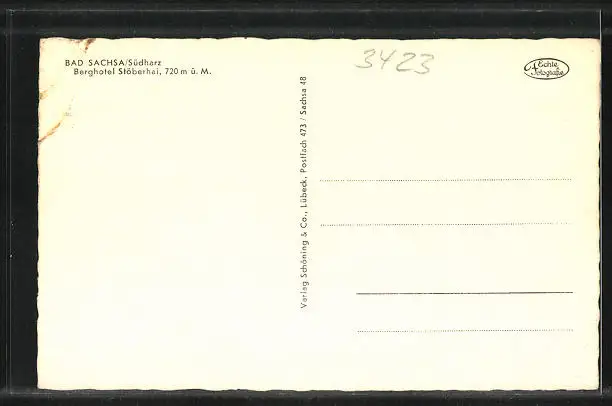 BAD SACHSA/Südharz
Berghotel Stöberhai, 720 m ü. M.
3423
Echte
Fotografie
Verlag Schöning & Co., Lübeck, Postfach 473 / Sachsa 48